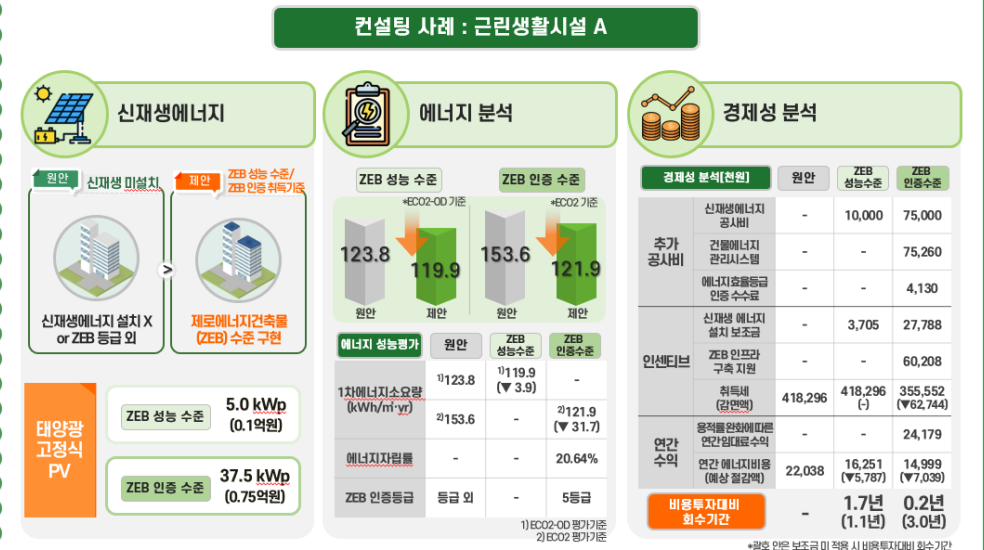 컨설팅 사례 : 근린생활시설 A
신재생에너지
원안
신재생 미설치
제안
ZEB 성능 수준/
ZEB 인증 취득기준
>
신재생에너지 설치 X
or ZEB 등급 외
제로에너지건축물
(ZEB) 수준 구현
태양광
고정식
PV
ZEB 성능 수준
5.0 kWp
(0.1억원)
ZEB 인증 수준
37.5 kWp
(0.75억원)
에너지 분석
ZEB 성능 수준
ZEB 인증 수준
*ECO2-OD 기준
*ECO2 기준
123.8
119.9
153.6
121.9
원안
제안
원안
제안
에너지 성능평가 원안 ZEB 성능수준 ZEB 인증수준
1차에너지소요량
(kWh/㎡·yr)
1)123.8
1)119.9
(▼ 3.9)
-
2)153.6
-
2)121.9
(▼ 31.7)
에너지자립률 - - 20.64%
ZEB 인증등급 등급 외 - 5등급
1) ECO2-OD 평가기준
2) ECO2 평가기준
경제성 분석
경제성 분석[천원] 원안 ZEB 성능수준 ZEB 인증수준
추가
공사비
신재생에너지
공사비
- 10,000 75,000
건물에너지
관리시스템
- - 75,260
에너지효율등급
인증 수수료
- - 4,130
인센티브
신재생 에너지
설치 보조금
- 3,705 27,788
ZEB 인프라
구축 지원
- - 60,208
취득세
(감면액)
418,296
418,296
(-)
355,552
(▼62,744)
연간
수익
용적률 완화에 따른
연간 임대료 수익
- - 24,179
연간 에너지비용
(예상 절감액)
22,038
16,251
(▼5,787)
14,999
(▼7,039)
비용투자대비
회수기간
-
1.7년
(1.1년)
0.2년
(3.0년)
*괄호 안은 보조금 미 적용 시 비용투자대비 회수기간